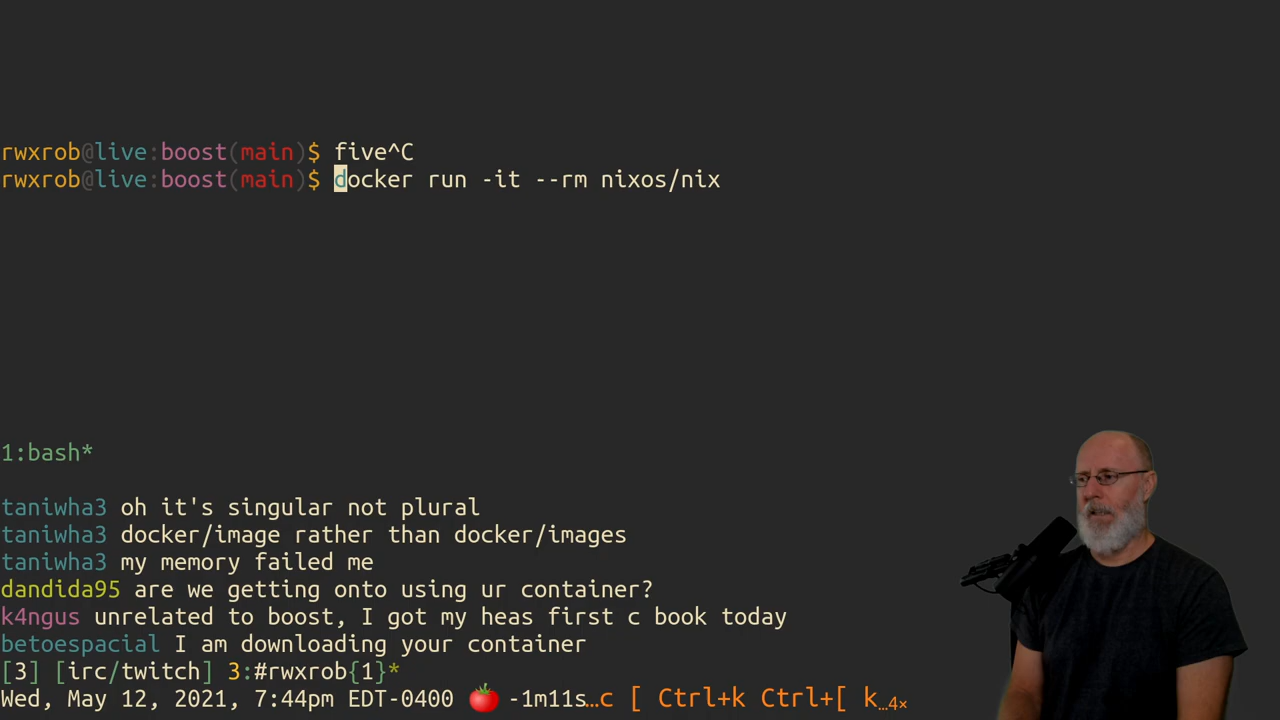 rwxrob@live:boost(main)$ five^C
rwxrob@live:boost(main)$ docker run -it --rm nixos/nix
1:bash*
taniwha3 oh it's singular not plural
taniwha3 docker/image rather than docker/images
taniwha3 my memory failed me
dandida95 are we getting onto using ur container?
k4ngus unrelated to boost, I got my heas first c book today
betoespacial I am downloading your container
[3] [irc/twitch] 3:#rwxrob{1}*
Wed, May 12, 2021, 7:44pm EDT-0400 🍅 -1m11s…c [ Ctrl+k Ctrl+[ k…4×